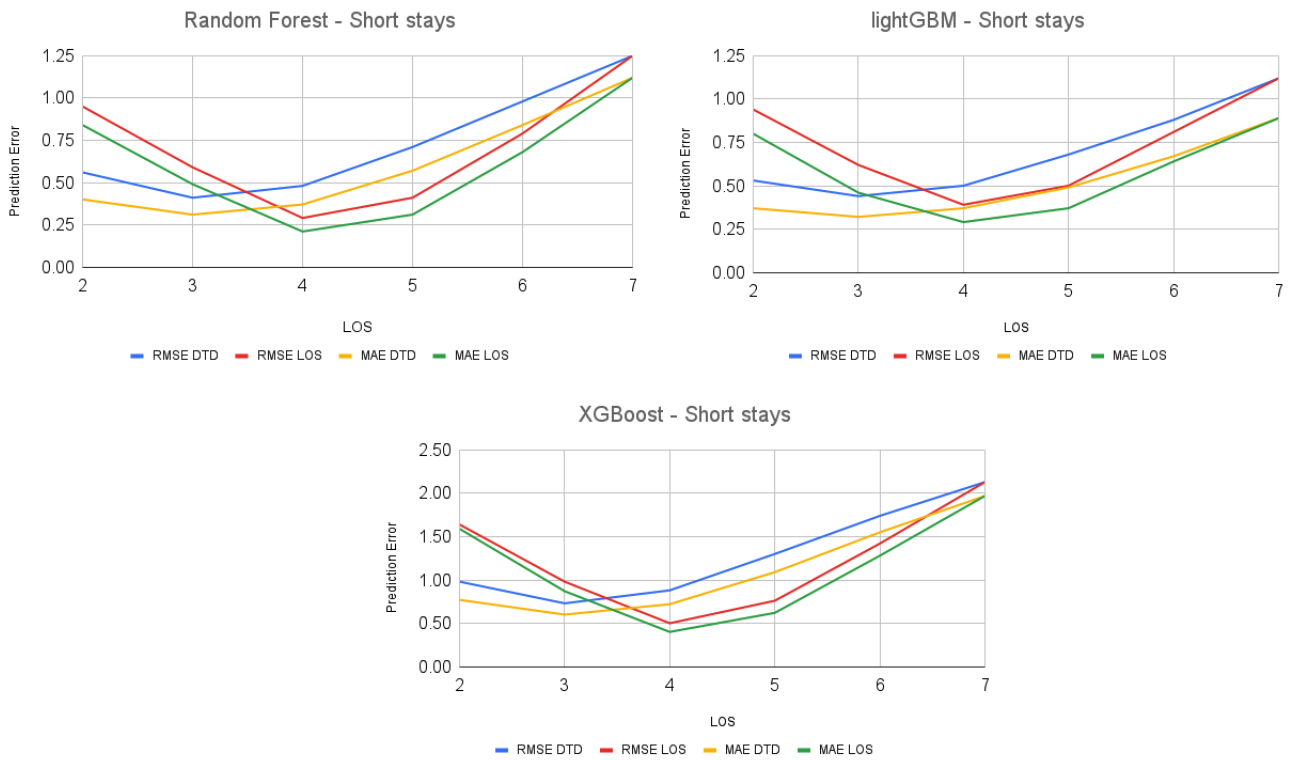 Random Forest - Short stays
Prediction Error
1.25
1.00
0.75
0.50
0.25
0.00
2 3 4 5 6 7
LOS
RMSE DTD RMSE LOS MAE DTD MAE LOS
lightGBM - Short stays
Prediction Error
1.25
1.00
0.75
0.50
0.25
0.00
2 3 4 5 6 7
LOS
RMSE DTD RMSE LOS MAE DTD MAE LOS
XGBoost - Short stays
Prediction Error
2.50
2.00
1.50
1.00
0.50
0.00
2 3 4 5 6 7
LOS
RMSE DTD RMSE LOS MAE DTD MAE LOS